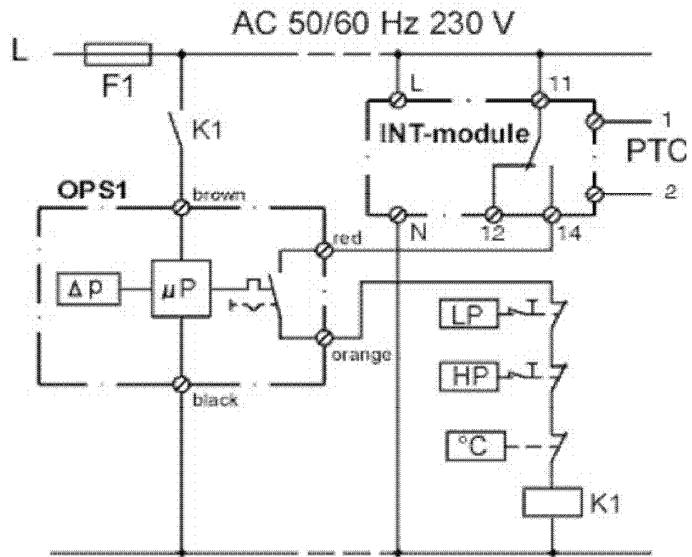 AC 50/60 Hz 230 V
L
F1
L
11
K1
INT-module
1
PTC
2
OPS1
brown
N
12
14
red
Δp
µP
LP
orange
HP
black
°C
K1